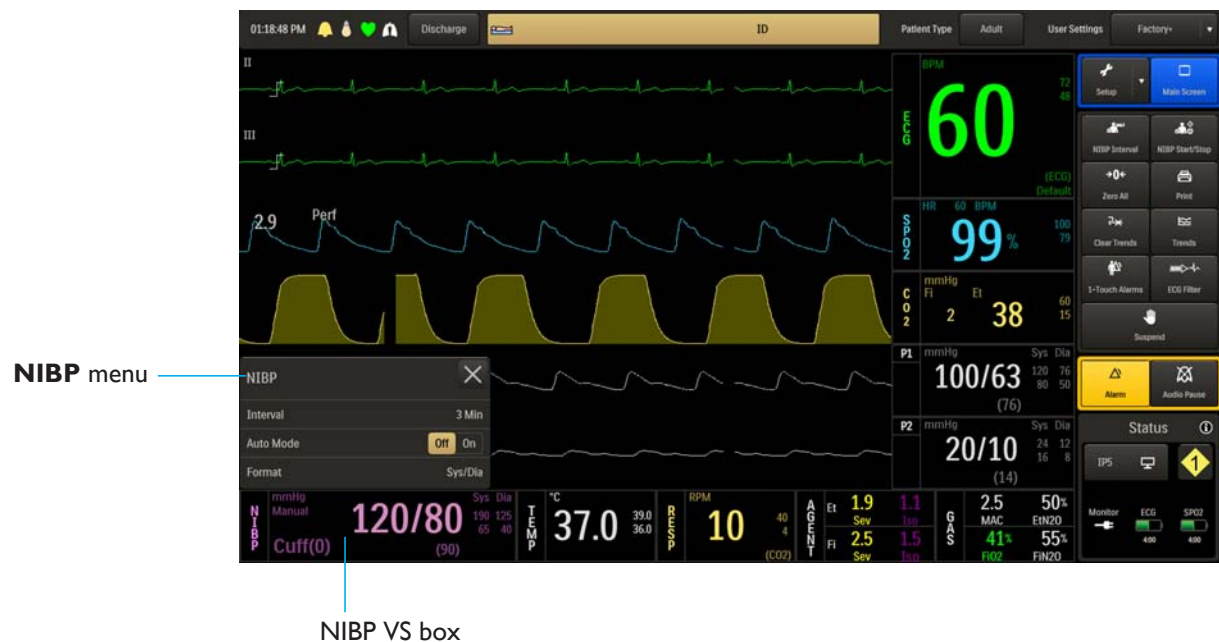 01:18:48 PM Discharge ID Patient Type Adult User Settings Factory+
II
III
2.9 Perf
ECG
BPM
60
72
48
(ECG)
Default
SPO2
HR 60 BPM
99%
100
79
CO2
mmHg
Fi Et
2 38
60
15
P1 mmHg Sys Dia
100/63 120 76
80 50
(76)
P2 mmHg Sys Dia
20/10 24 12
16 8
(14)
Setup Main Screen
NIBP Interval NIBP Start/Stop
→0← Zero All Print
Clear Trends Trends
1-Touch Alarms ECG Filter
Suspend
Alarm Audio Pause
Status
IP5 1
Monitor ECG SPO2
4:00 4:00
NIBP menu
NIBP
Interval 3 Min
Auto Mode Off On
Format Sys/Dia
NIBP
mmHg Sys Dia
Manual 120/80 190 125
65 40
Cuff(0) (90)
TEMP
°C
37.0 39.0
36.0
RESP
RPM
10 40
4
(CO2)
AGENT
Et 1.9 1.1
Sev Iso
Fi 2.5 1.5
Sev Iso
GAS
2.5 50%
MAC EtN20
41% 55%
FiO2 FiN20
NIBP VS box